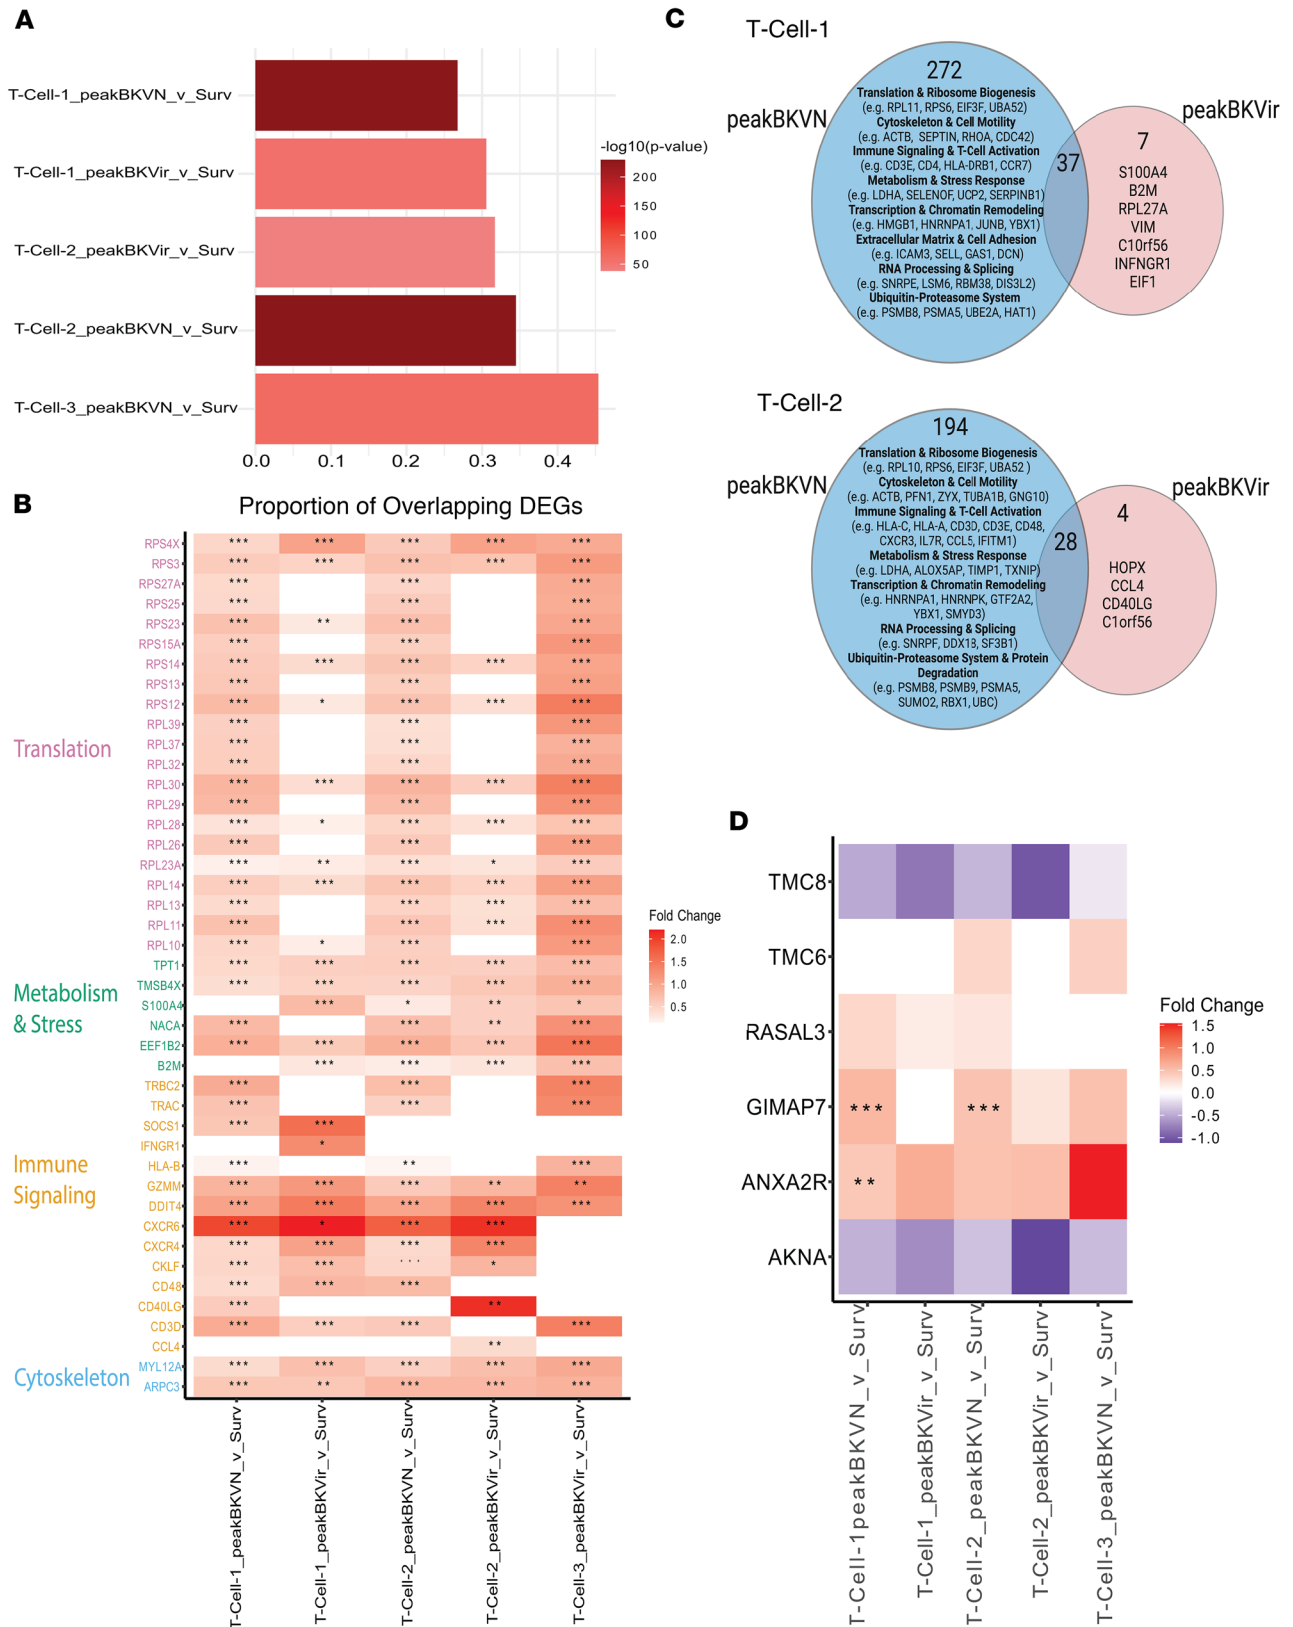 A
T-Cell-1_peakBKVN_v_Surv
T-Cell-1_peakBKVir_v_Surv
T-Cell-2_peakBKVir_v_Surv
T-Cell-2_peakBKVN_v_Surv
T-Cell-3_peakBKVN_v_Surv
0.0 0.1 0.2 0.3 0.4
-log10(p-value)
200
150
100
50
Proportion of Overlapping DEGs
B
Translation
Metabolism
& Stress
Immune
Signaling
Cytoskeleton
RPS4X *** *** *** *** ***
RPS3 *** *** *** *** ***
RPS27A *** *** ***
RPS25 *** *** ***
RPS23 *** ** *** ***
RPS15A *** *** ***
RPS14 *** *** *** *** ***
RPS13 *** *** ***
RPS12 *** * *** *** ***
RPL39 *** *** ***
RPL37 *** *** ***
RPL32 *** *** ***
RPL30 *** *** *** *** ***
RPL29 *** *** ***
RPL28 *** * *** *** ***
RPL26 *** *** ***
RPL23A *** ** *** * ***
RPL14 *** *** *** *** ***
RPL13 *** *** *** ***
RPL11 *** *** *** ***
RPL10 *** * *** ***
TPT1 *** *** *** *** ***
TMSB4X *** *** *** *** ***
S100A4 *** * ** *
NACA *** *** ** ***
EEF1B2 *** *** *** *** ***
B2M *** *** *** ***
TRBC2 *** *** ***
TRAC *** *** ***
SOCS1 *** ***
IFNGR1 *
HLA-B *** ** ***
GZMM *** *** *** ** **
DDIT4 *** *** *** *** ***
CXCR6 *** * *** ***
CXCR4 *** *** *** ***
CKLF *** *** *** *
CD48 *** *** ***
CD40LG *** **
CD3D *** *** *** ***
CCL4 **
MYL12A *** *** *** *** ***
ARPC3 *** ** *** *** ***
T-Cell-1_peakBKVN_v_Surv
T-Cell-1_peakBKVir_v_Surv
T-Cell-2_peakBKVN_v_Surv
T-Cell-2_peakBKVir_v_Surv
T-Cell-3_peakBKVN_v_Surv
Fold Change
2.0
1.5
1.0
0.5
C
T-Cell-1
peakBKVN
272
Translation & Ribosome Biogenesis
(e.g. RPL11, RPS6, EIF3F, UBA52)
Cytoskeleton & Cell Motility
(e.g. ACTB, SEPTIN, RHOA, CDC42)
Immune Signaling & T-Cell Activation
(e.g. CD3E, CD4, HLA-DRB1, CCR7)
Metabolism & Stress Response
(e.g. LDHA, SELENOF, UCP2, SERPINB1)
Transcription & Chromatin Remodeling
(e.g. HMGB1, HNRNPA1, JUNB, YBX1)
Extracellular Matrix & Cell Adhesion
(e.g. ICAM3, SELL, GAS1, DCN)
RNA Processing & Splicing
(e.g. SNRPE, LSM6, RBM38, DIS3L2)
Ubiquitin-Proteasome System
(e.g. PSMB8, PSMA5, UBE2A, HAT1)
37
peakBKVir
7
S100A4
B2M
RPL27A
VIM
C10rf56
INFNGR1
EIF1
T-Cell-2
peakBKVN
194
Translation & Ribosome Biogenesis
(e.g. RPL10, RPS6, EIF3F, UBA52 )
Cytoskeleton & Cell Motility
(e.g. ACTB, PFN1, ZYX, TUBA1B, GNG10)
Immune Signaling & T-Cell Activation
(e.g. HLA-C, HLA-A, CD3D, CD3E, CD48,
CXCR3, IL7R, CCL5, IFITM1)
Metabolism & Stress Response
(e.g. LDHA, ALOX5AP, TIMP1, TXNIP)
Transcription & Chromatin Remodeling
(e.g. HNRNPA1, HNRNPK, GTF2A2,
YBX1, SMYD3)
RNA Processing & Splicing
(e.g. SNRPF, DDX18, SF3B1)
Ubiquitin-Proteasome System & Protein
Degradation
(e.g. PSMB8, PSMB9, PSMA5,
SUMO2, RBX1, UBC)
28
peakBKVir
4
HOPX
CCL4
CD40LG
C1orf56
D
TMC8
TMC6
RASAL3
GIMAP7 *** ***
ANXA2R **
AKNA
T-Cell-1peakBKVN_v_Surv
T-Cell-1_peakBKVir_v_Surv
T-Cell-2_peakBKVN_v_Surv
T-Cell-2_peakBKVir_v_Surv
T-Cell-3_peakBKVN_v_Surv
Fold Change
1.5
1.0
0.5
0.0
-0.5
-1.0